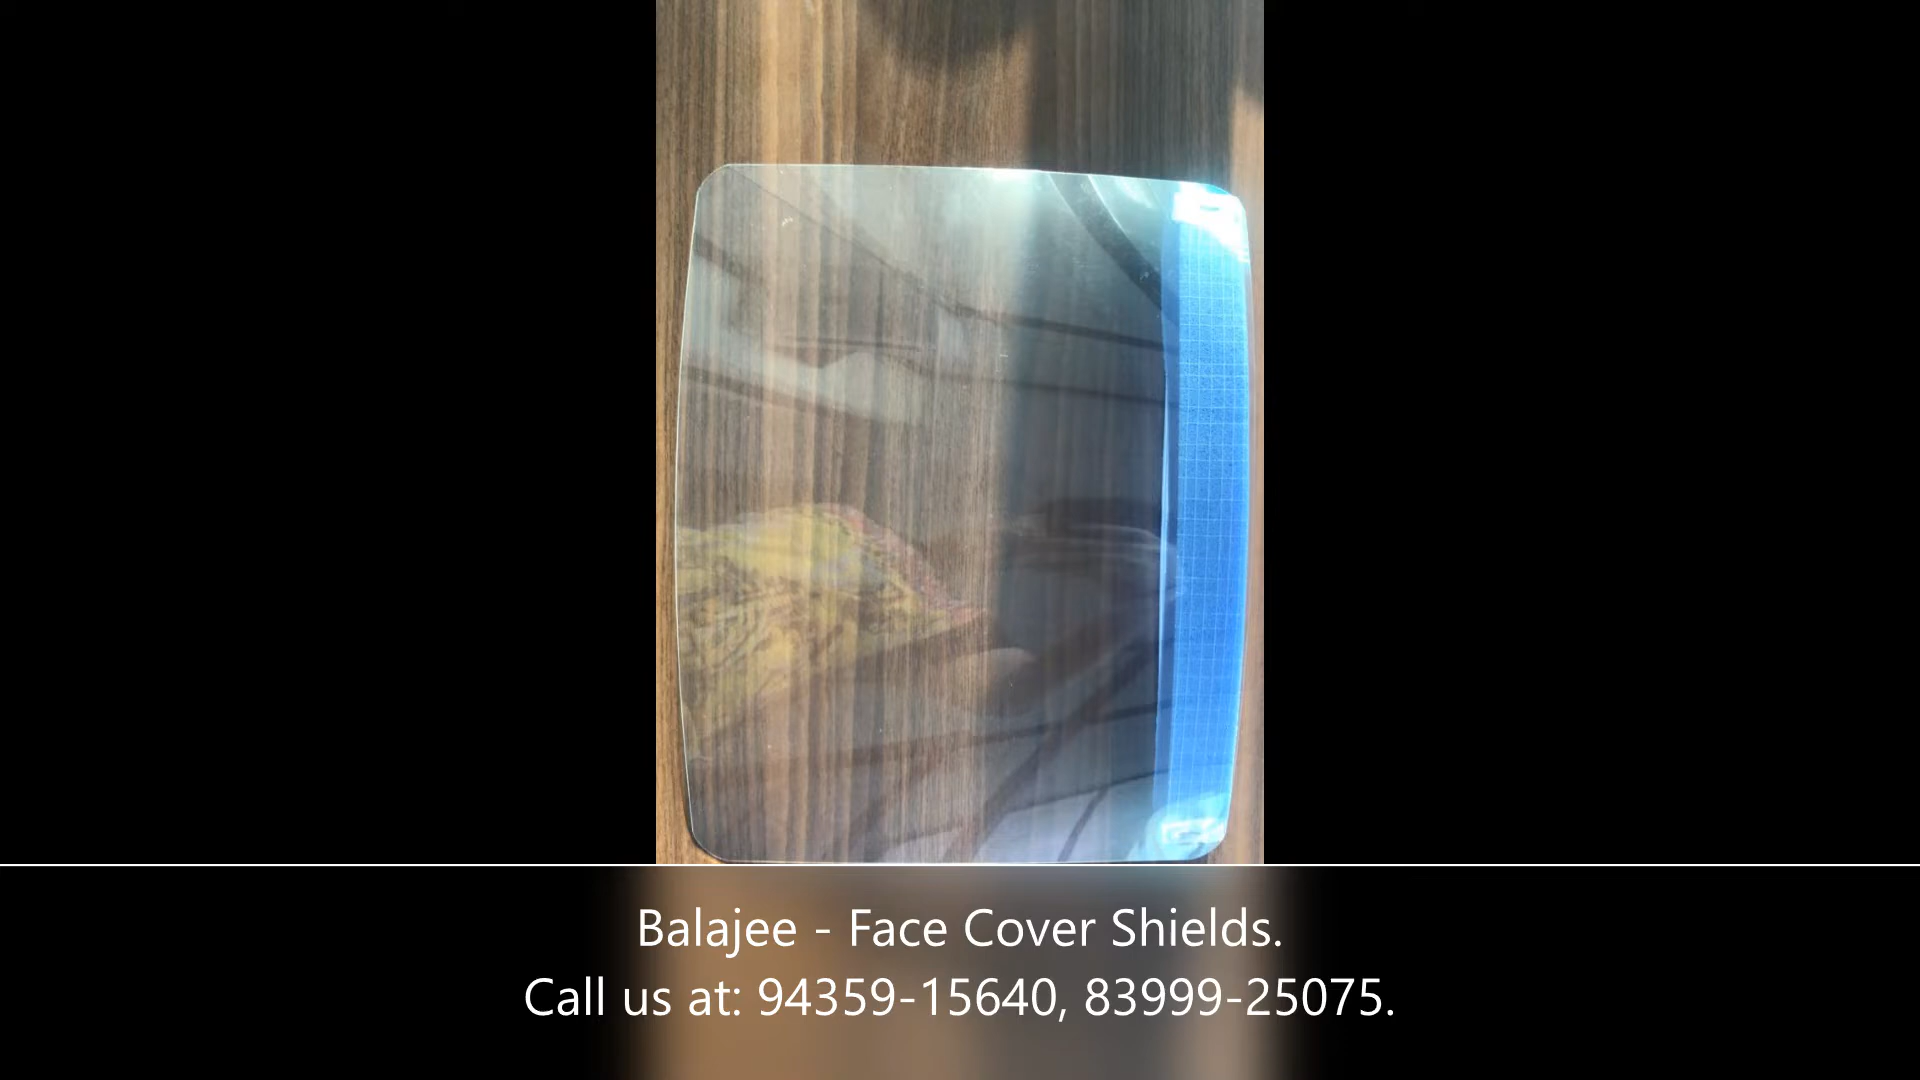 Balajee - Face Cover Shields.
Call us at: 94359-15640, 83999-25075.